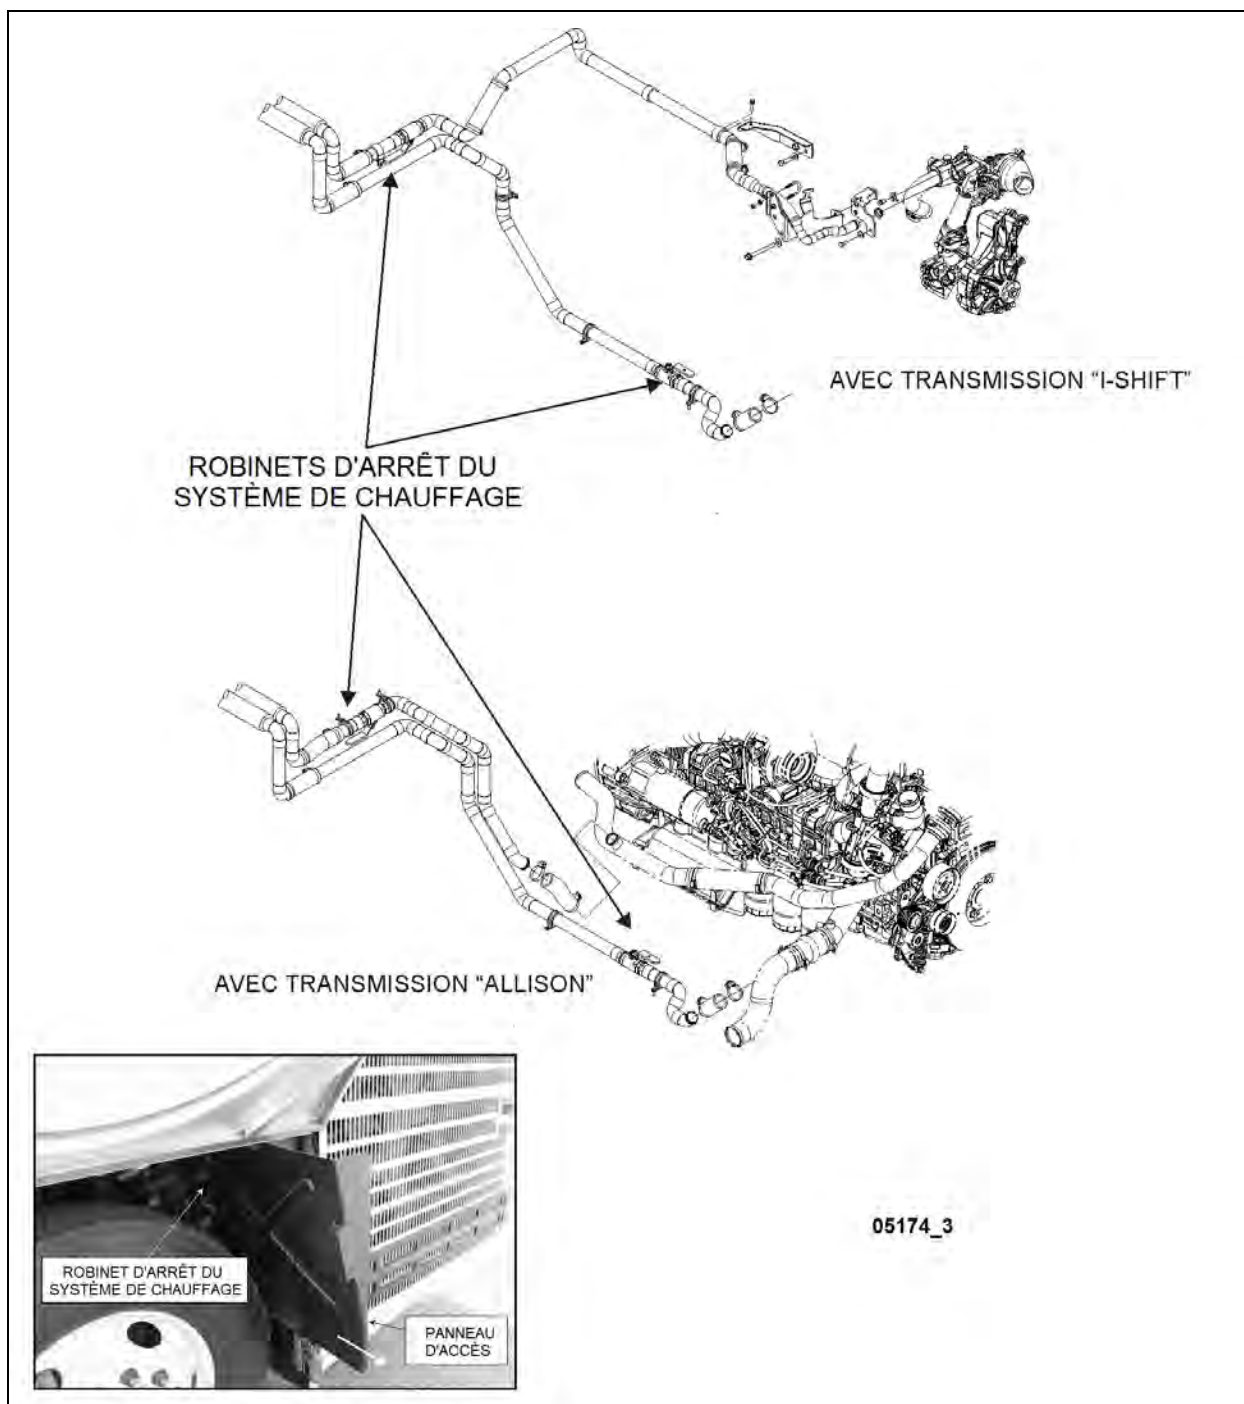 AVEC TRANSMISSION “I-SHIFT”
ROBINETS D'ARRÊT DU
SYSTÈME DE CHAUFFAGE
AVEC TRANSMISSION “ALLISON”
05174_3
ROBINET D'ARRÊT DU
SYSTÈME DE CHAUFFAGE
PANNEAU
D'ACCÈS